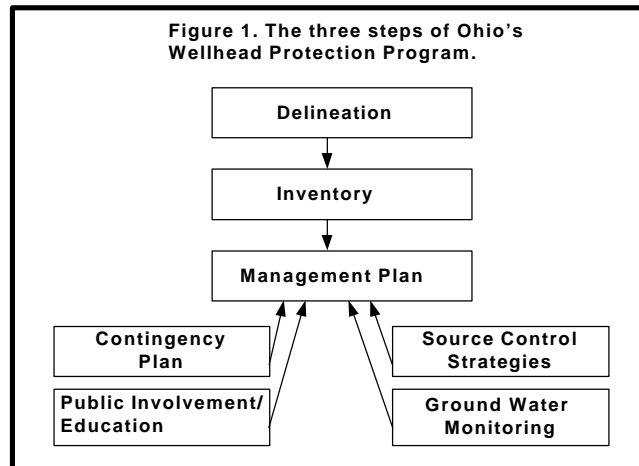 Figure 1. The three steps of Ohio's
Wellhead Protection Program.
Delineation
Inventory
Management Plan
Contingency
Plan
Source Control
Strategies
Public Involvement/
Education
Ground Water
Monitoring